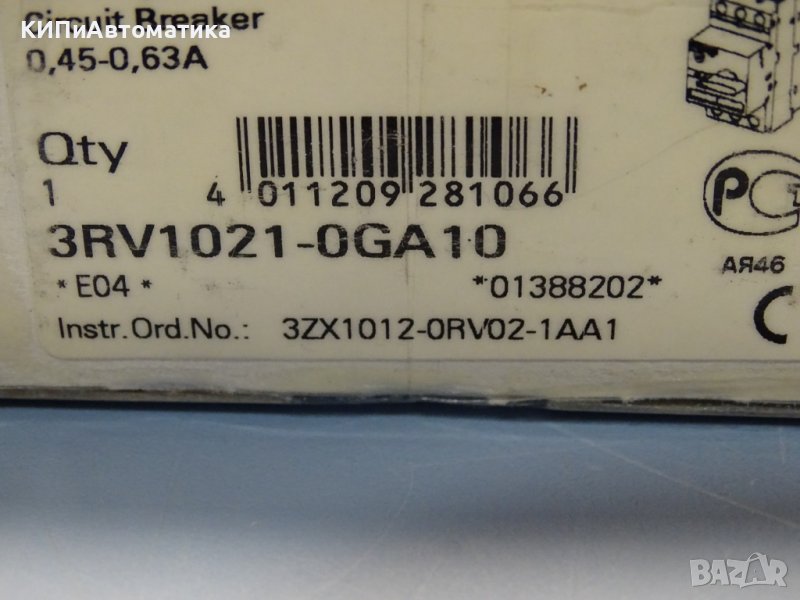 КИПиАвтоматика
Circuit Breaker
0,45-0,63A
Qty
1
4 011209 281066
3RV1021-0GA10
* E04 *
*01388202*
Instr.Ord.No.: 3ZX1012-0RV02-1AA1
АЯ46
BAZAR